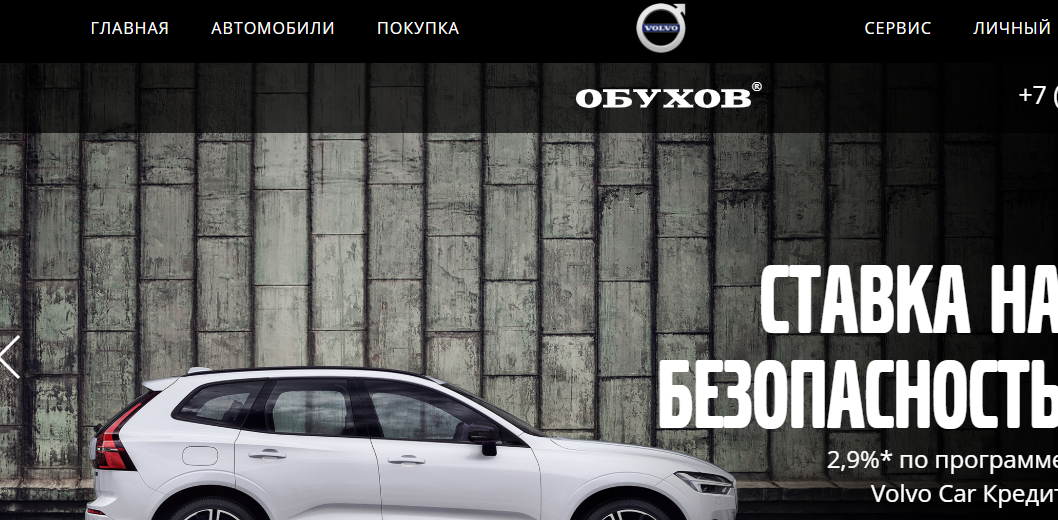 ГЛАВНАЯ АВТОМОБИЛИ ПОКУПКА VOLVO СЕРВИС ЛИЧНЫЙ
ОБУХОВ® +7 (
СТАВКА НА
БЕЗОПАСНОСТЬ
2,9%* по программе
Volvo Car Кредит